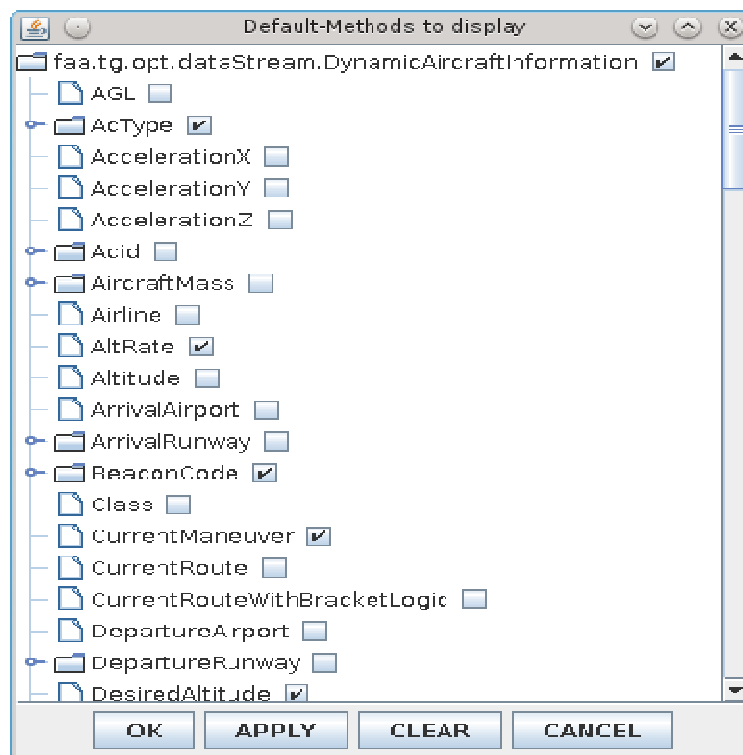 Default-Methods to display
faa.tg.opt.dataStream.DynamicAircraftInformation
AGL
AcType
AccelerationX
AccelerationY
AccelerationZ
Acid
AircraftMass
Airline
AltRate
Altitude
ArrivalAirport
ArrivalRunway
BeaconCode
Class
CurrentManeuver
CurrentRoute
CurrentRouteWithBracketLogic
DepartureAirport
DepartureRunway
DesiredAltitude
OK APPLY CLEAR CANCEL